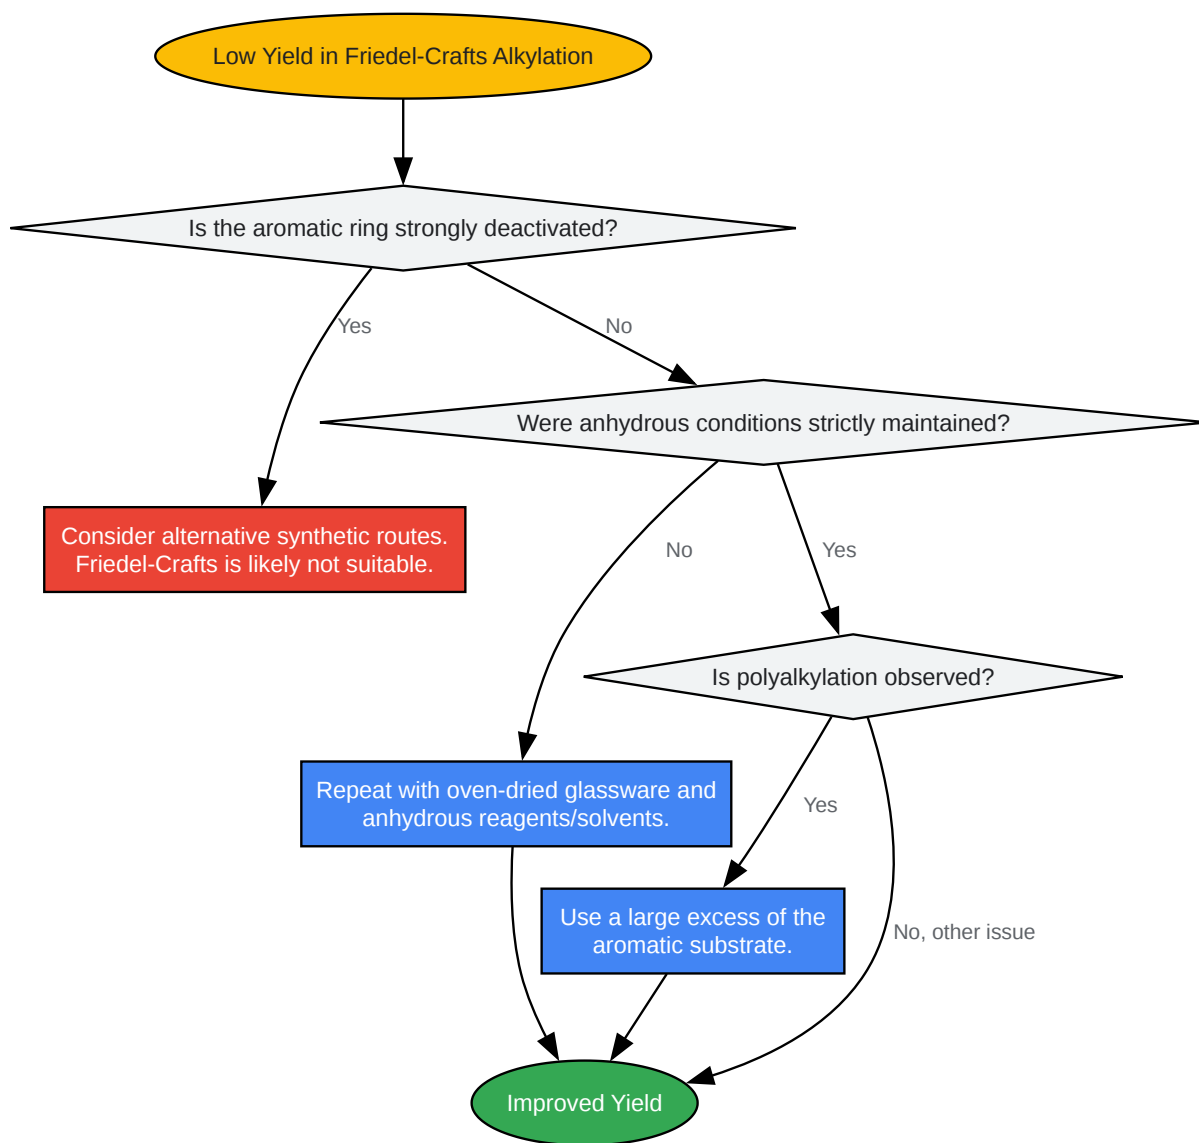 Low Yield in Friedel-Crafts Alkylation
Is the aromatic ring strongly deactivated?
Yes
No
Were anhydrous conditions strictly maintained?
Consider alternative synthetic routes.
Friedel-Crafts is likely not suitable.
No
Yes
Is polyalkylation observed?
Repeat with oven-dried glassware and
anhydrous reagents/solvents.
Yes
Use a large excess of the
aromatic substrate.
No, other issue
Improved Yield